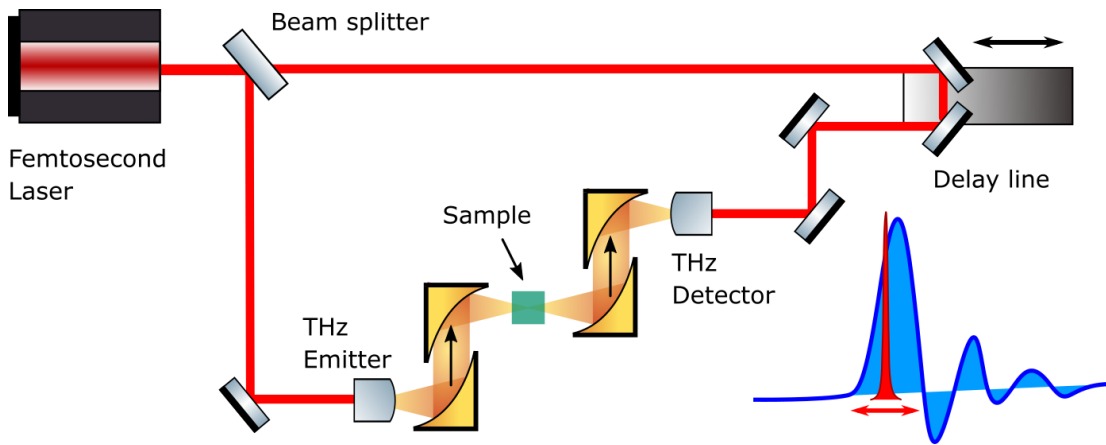 Beam splitter
Femtosecond
Laser
Delay line
Sample
THz
Detector
THz
Emitter